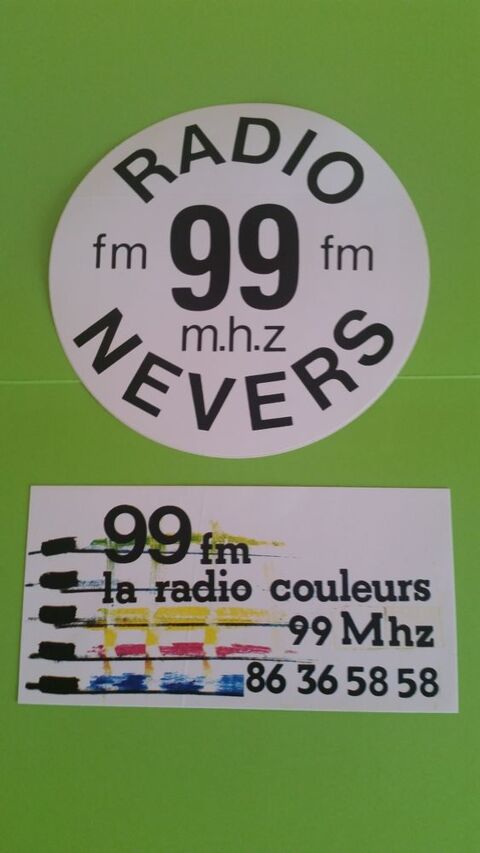 RADIO
fm 99 fm
m.h.z
NEVERS
99 fm
la radio couleurs
99 Mhz
86 36 58 58